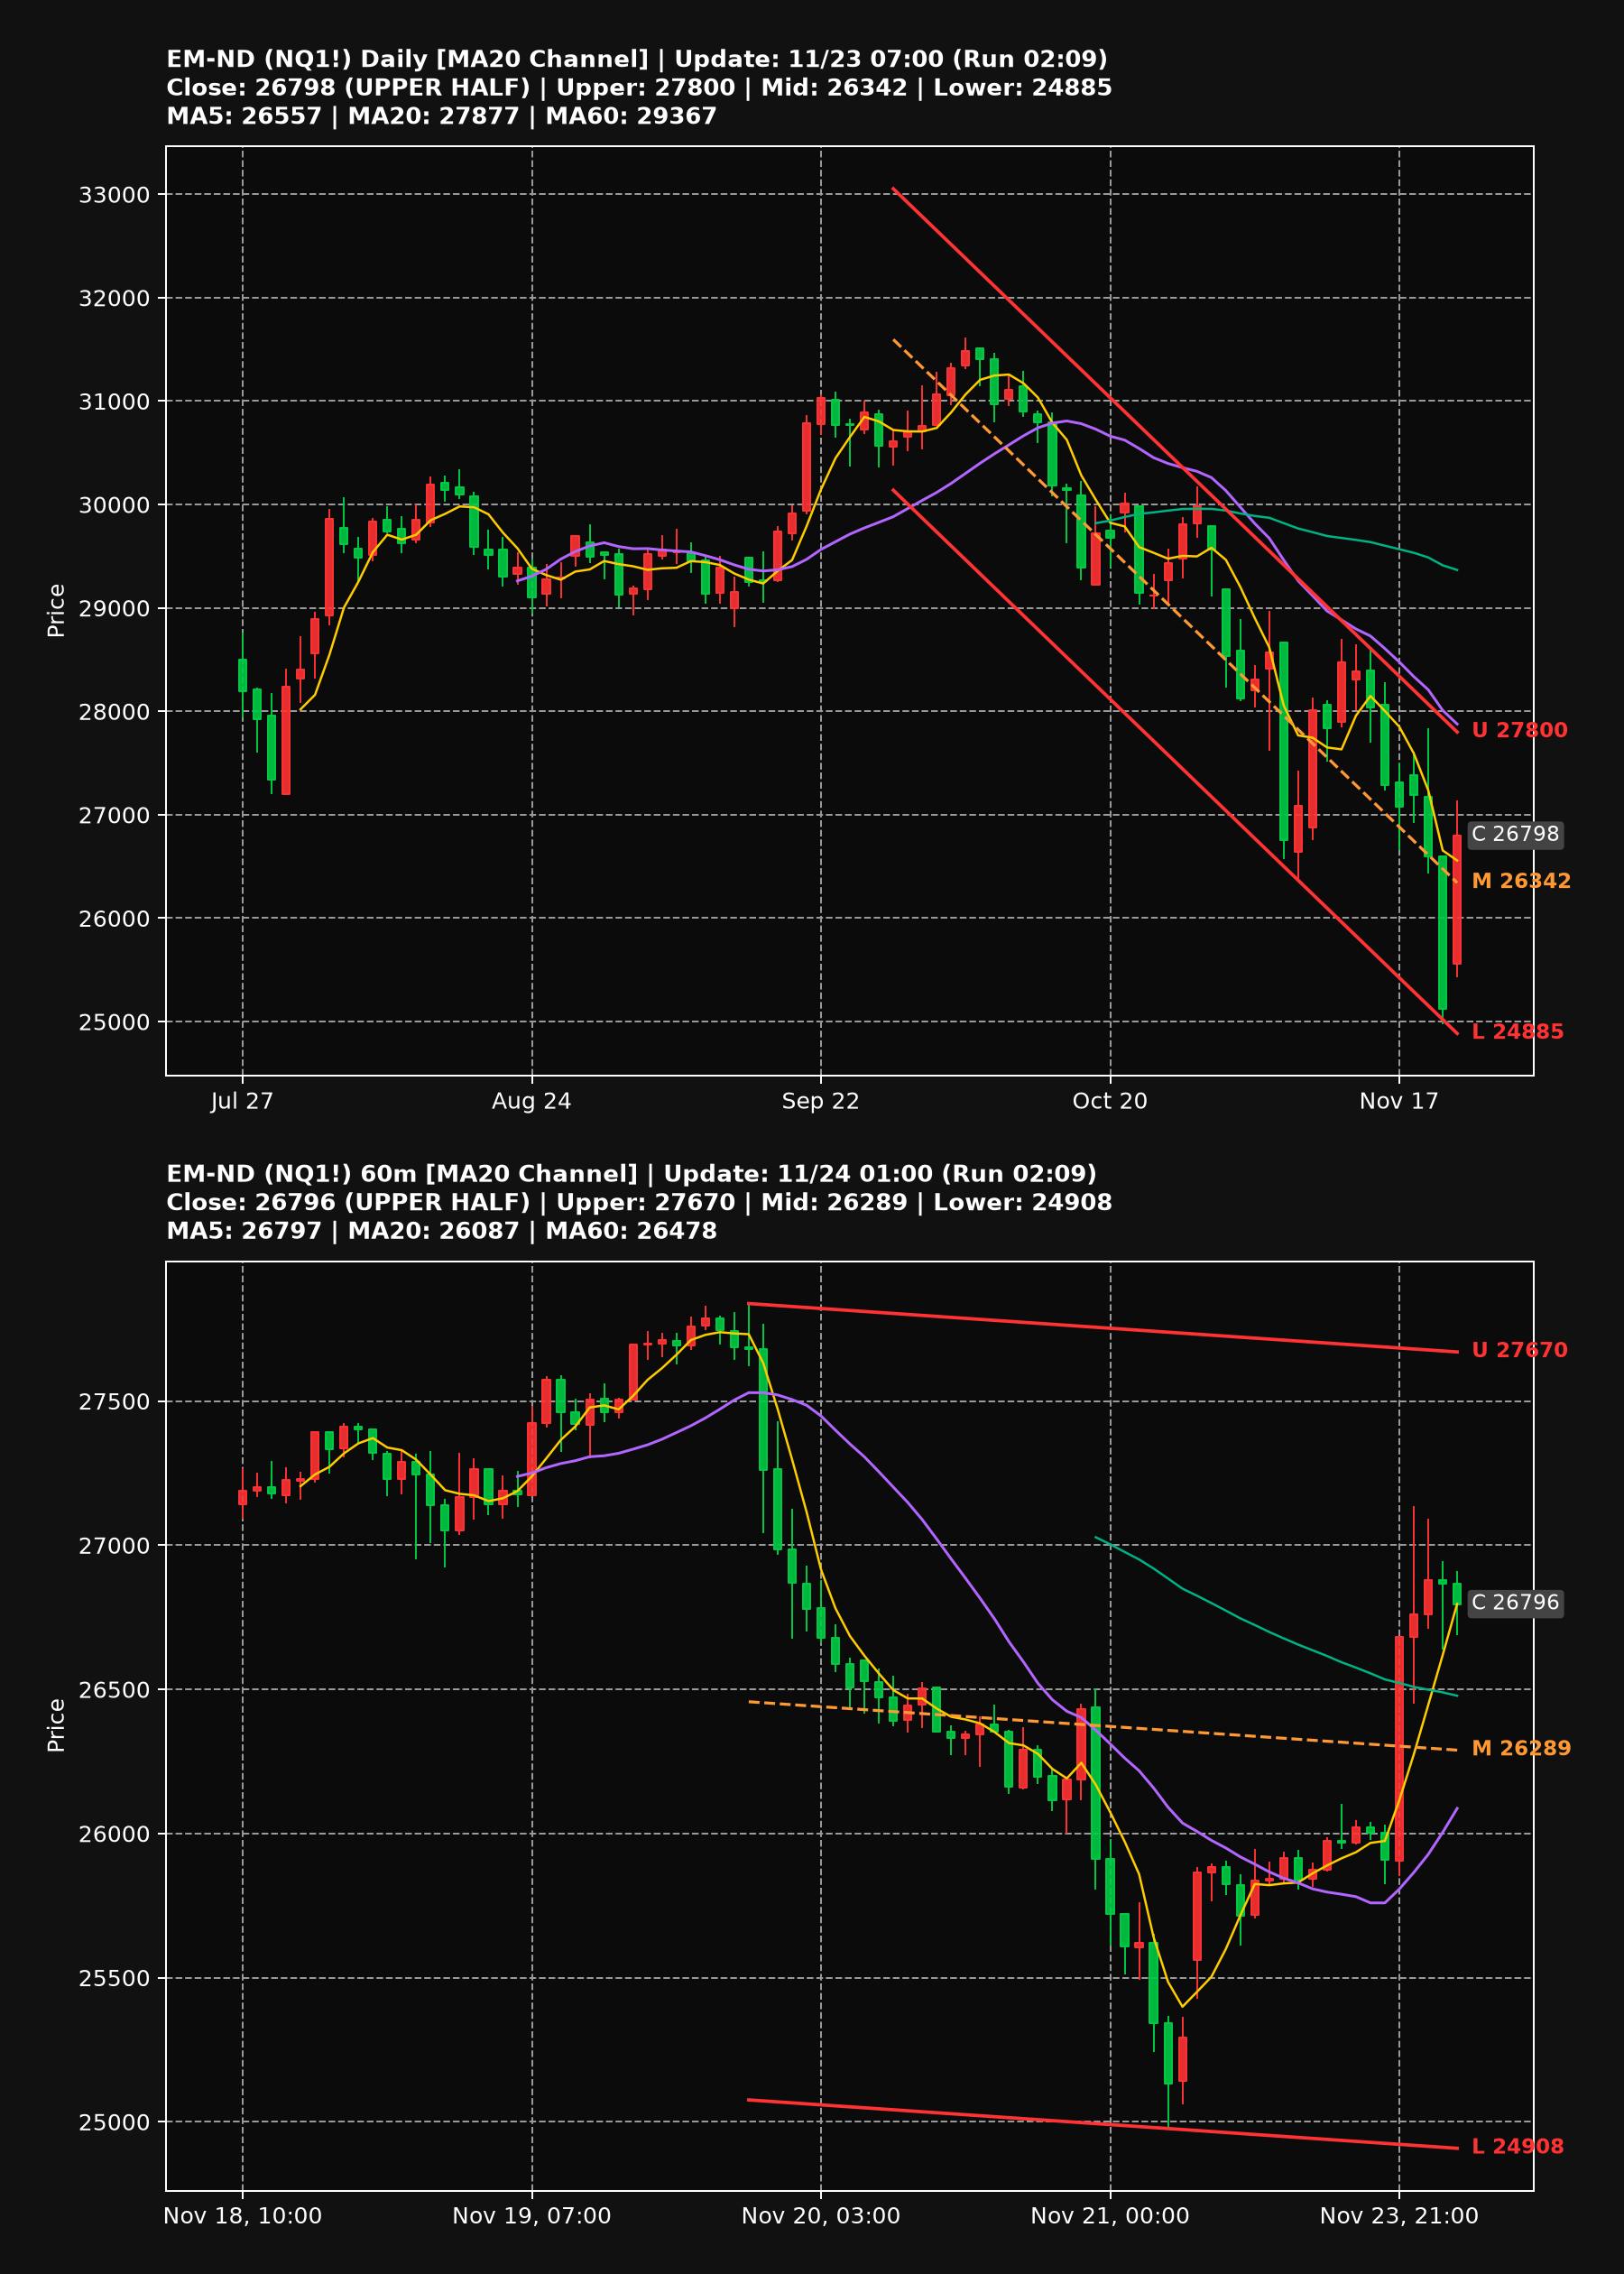 EM-ND (NQ1!) Daily [MA20 Channel] | Update: 11/23 07:00 (Run 02:09)
Close: 26798 (UPPER HALF) | Upper: 27800 | Mid: 26342 | Lower: 24885
MA5: 26557 | MA20: 27877 | MA60: 29367
Price
33000
32000
31000
30000
29000
28000
27000
26000
25000
U 27800
C 26798
M 26342
L 24885
Jul 27
Aug 24
Sep 22
Oct 20
Nov 17
EM-ND (NQ1!) 60m [MA20 Channel] | Update: 11/24 01:00 (Run 02:09)
Close: 26796 (UPPER HALF) | Upper: 27670 | Mid: 26289 | Lower: 24908
MA5: 26797 | MA20: 26087 | MA60: 26478
Price
27500
27000
26500
26000
25500
25000
U 27670
C 26796
M 26289
L 24908
Nov 18, 10:00
Nov 19, 07:00
Nov 20, 03:00
Nov 21, 00:00
Nov 23, 21:00